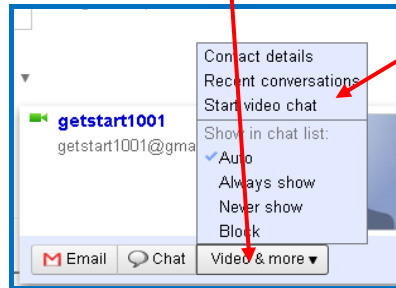 Contact details
Recent conversations
Start video chat
getstart1001
getstart1001@gma
Show in chat list:
✓Auto
Always show
Never show
Block
Email
Chat
Video & more ▼